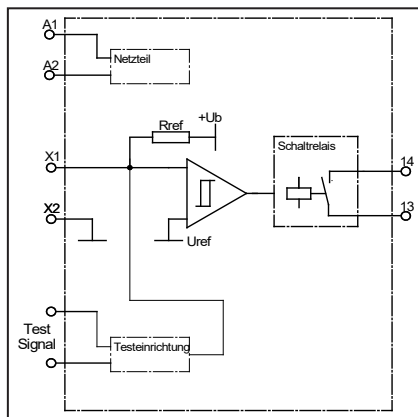 A1
Netzteil
A2
+Ub
Rref
Schaltrelais
X1
14
X2
13
Uref
Test
Signal
Testeinrichtung